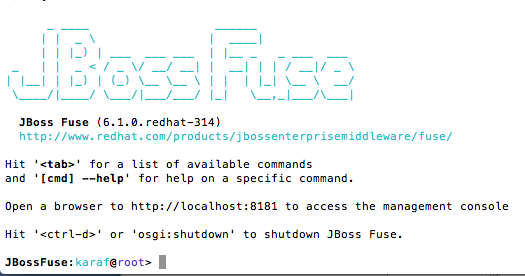 JBoss Fuse
JBoss Fuse (6.1.0.redhat-314)
http://www.redhat.com/products/jbossenterprisemiddleware/fuse/
Hit '<tab>' for a list of available commands
and '[cmd] --help' for help on a specific command.
Open a browser to http://localhost:8181 to access the management console
Hit '<ctrl-d>' or 'osgi:shutdown' to shutdown JBoss Fuse.
JBossFuse:karaf@root>